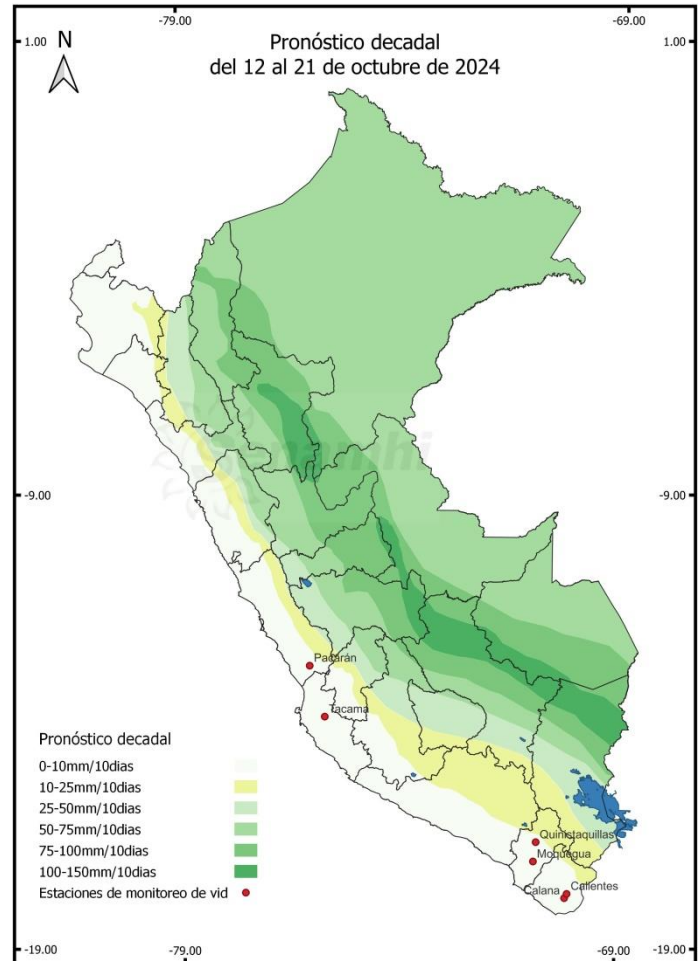 -79.00
-69.00
1.00
N
Pronóstico decadal
1.00
del 12 al 21 de octubre de 2024
Senamhi
-9.00
-9.00
Pacarán
Tacama
Pronóstico decadal
0-10mm/10dias
10-25mm/10dias
25-50mm/10dias
50-75mm/10dias
75-100mm/10dias
100-150mm/10dias
Estaciones de monitoreo de vid
Quinistaquillas
Moquegua
Calana
Calientes
-19.00
-19.00
-79.00
-69.00